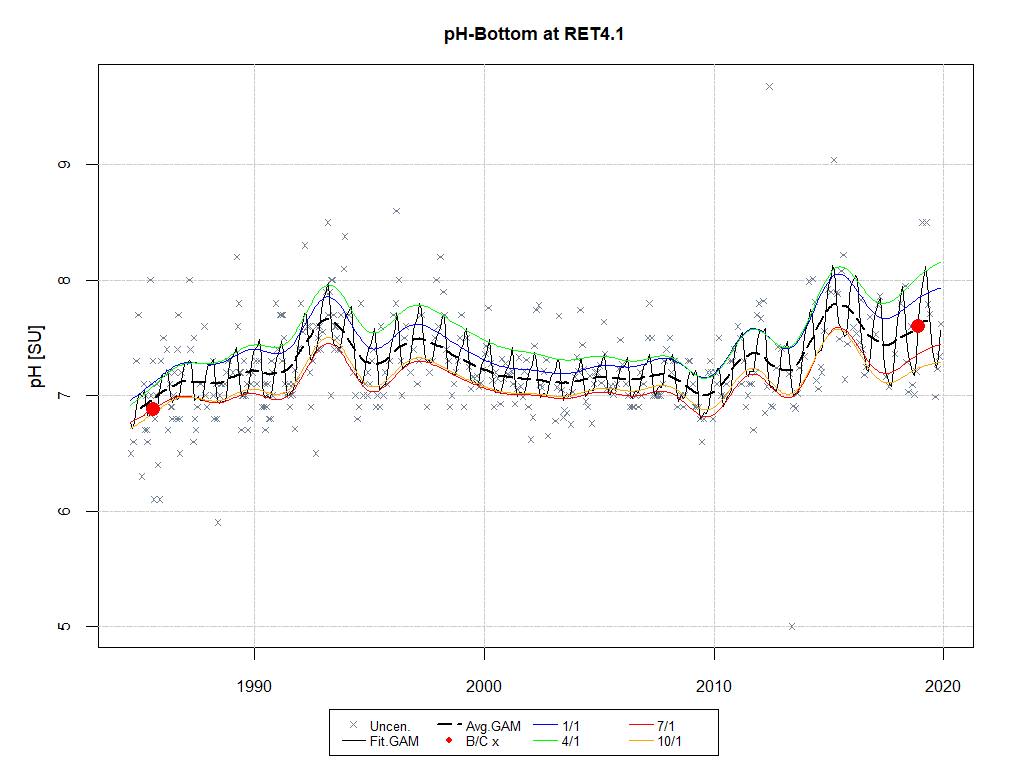 pH-Bottom at RET4.1
pH [SU]
9
8
7
6
5
1990 2000 2010 2020
Uncen. Avg.GAM 1/1 7/1
Fit.GAM B/C x 4/1 10/1